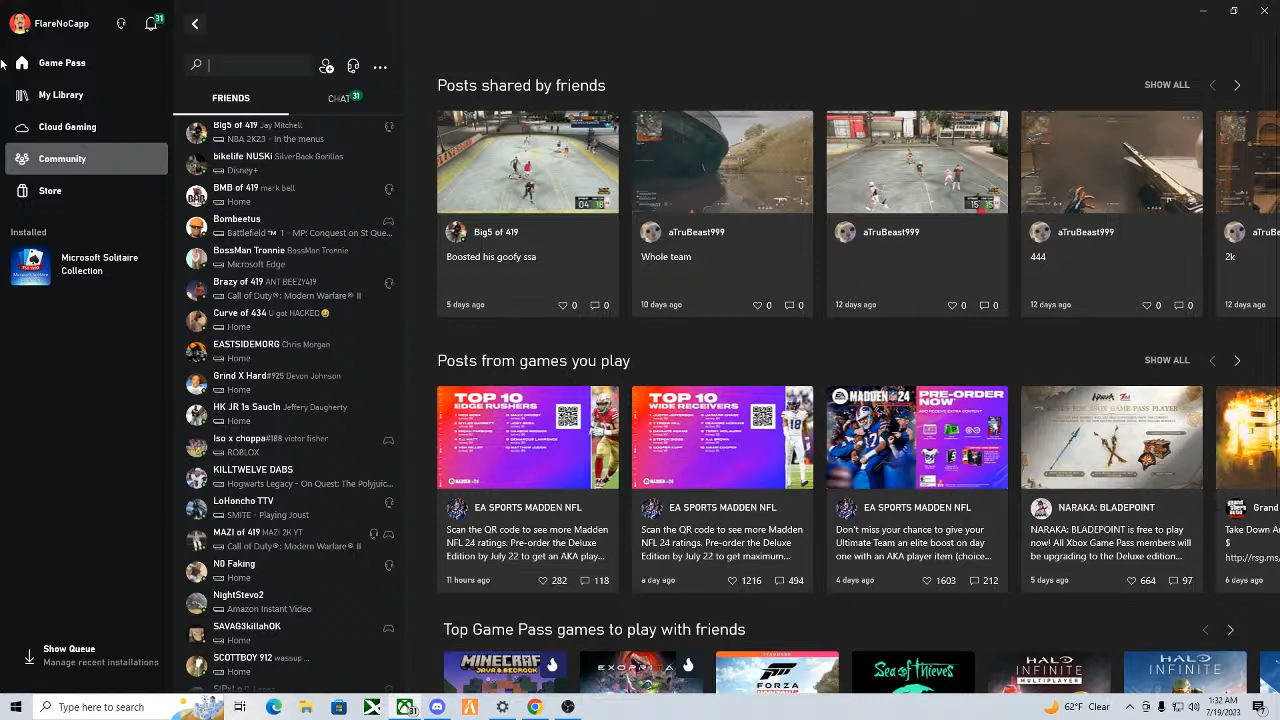 FlareNoCapp
31
Game Pass
My Library
Cloud Gaming
Community
Store
Installed
Microsoft Solitaire
Collection
Show Queue
Manage recent installations
FRIENDS
CHAT 31
Big5 of 419 Jay Mitchell
NBA 2K23 - In the menus
bikelife NUSKi SilverBack Gorillas
Disney+
BMB of 419 mark bell
Home
Bombeetus
Battlefield™ 1 - MP: Conquest on St Que...
BossMan Tronnie BossMan Tronnie
Microsoft Edge
Brazy of 419 ANT BEEZY419
Call of Duty®: Modern Warfare® II
Curve of 434 U got HACKED😂
Home
EASTSIDEM0RG Chris Morgan
Home
Grind X Hard#925 Devon Johnson
Home
HK JR 1s Sauc1n Jeffery Daugherty
Home
Iso x choppa#188 victor fisher
ROBLOX
KILLTWELVE DABS
Hogwarts Legacy - On Quest: The Polyjuic...
LoHoncho TTV
SMITE - Playing Joust
MAZI of 419 MAZI 2K YT
Call of Duty®: Modern Warfare® II
N0 Faking
Home
NightStevo2
Amazon Instant Video
SAVAG3killahOK
Home
SCOTTBOY 912 wassup ...
Home
Posts shared by friends
SHOW ALL
Big5 of 419
Boosted his goofy ssa
5 days ago
0
0
aTruBeast999
Whole team
10 days ago
0
0
aTruBeast999
12 days ago
0
0
aTruBeast999
444
12 days ago
0
0
aTruBe
2k
12 days
Posts from games you play
SHOW ALL
TOP 10
EDGE RUSHERS
EA SPORTS MADDEN NFL
Scan the QR code to see more Madden
NFL 24 ratings. Pre-order the Deluxe
Edition by July 22 to get an AKA play...
11 hours ago
282
118
TOP 10
WIDE RECEIVERS
EA SPORTS MADDEN NFL
Scan the QR code to see more Madden
NFL 24 ratings. Pre-order the Deluxe
Edition by July 22 to get maximum...
a day ago
1216
494
MADDEN 24
PRE-ORDER
NOW
EA SPORTS MADDEN NFL
Don't miss your chance to give your
Ultimate Team an elite boost on day
one with an AKA player item (choice...
4 days ago
1603
212
NARAKA: BLADEPOINT
NARAKA: BLADEPOINT is free to play
now! All Xbox Game Pass members
will be upgrading to the Deluxe edition...
5 days ago
664
97
Grand
Take Down A
$
http://rsg.ms
6 days
Top Game Pass games to play with friends
MINECRAFT
JAVA & BEDROCK
EXOPRIMAL
STANDARD
FORZA
Sea of Thieves
HALO
INFINITE
MULTIPLAYER
HALO
INFINITE
Type here to search
62°F Clear
1:32 AM
7/19/2023